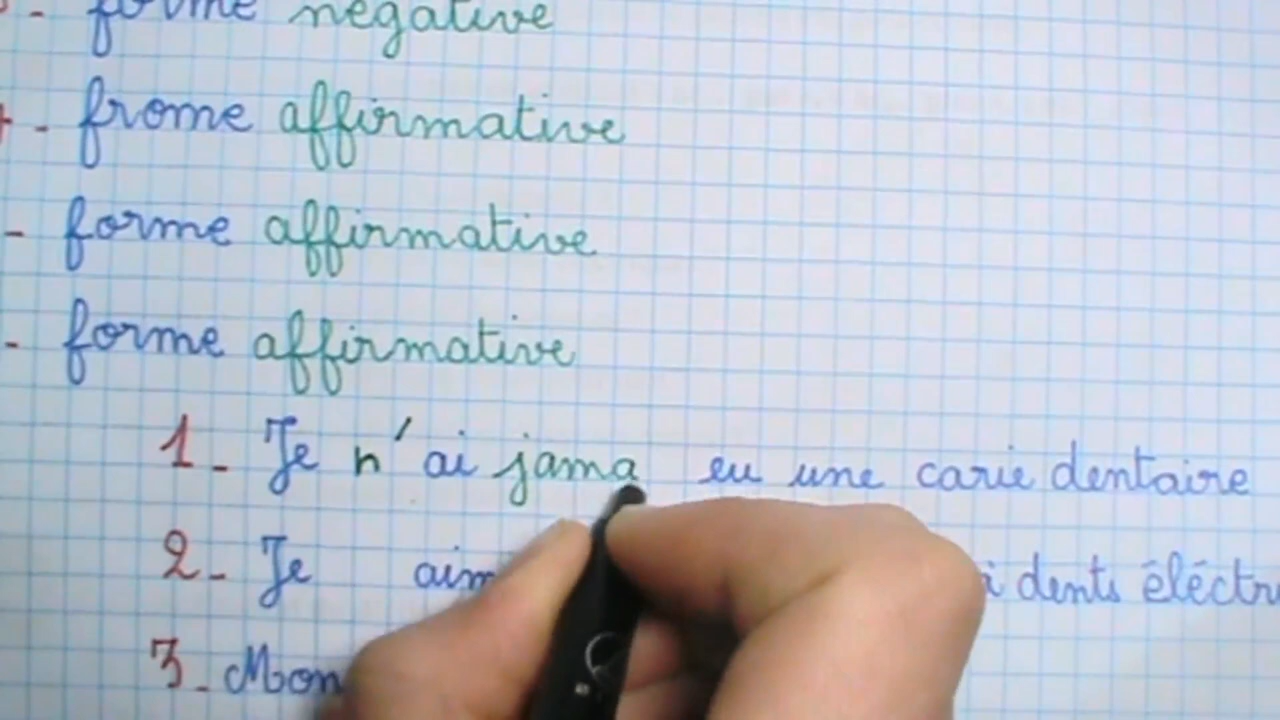 - forme négative
- frome affirmative
- forme affirmative
- forme affirmative
1- Je n'ai jama eu une carie dentaire
2- Je dents éléctr
3- Mon